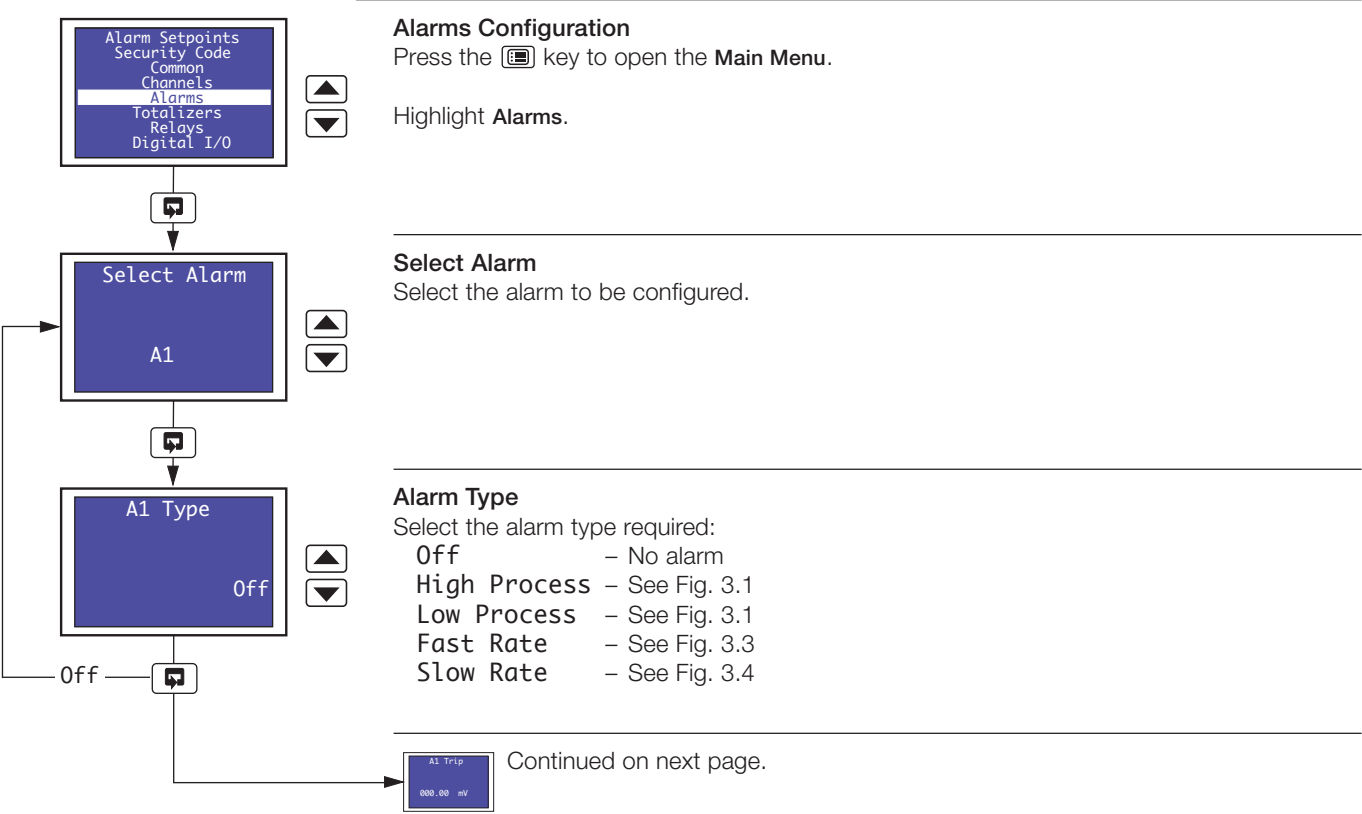 Alarm Setpoints
Security Code
Common
Channels
Alarms
Totalizers
Relays
Digital I/O
Alarms Configuration
Press the key to open the Main Menu.
Highlight Alarms.
Select Alarm
A1
Select Alarm
Select the alarm to be configured.
A1 Type
Off
Alarm Type
Select the alarm type required:
Off – No alarm
High Process – See Fig. 3.1
Low Process – See Fig. 3.1
Fast Rate – See Fig. 3.3
Slow Rate – See Fig. 3.4
Off
A1 Trip
000.00 mV
Continued on next page.